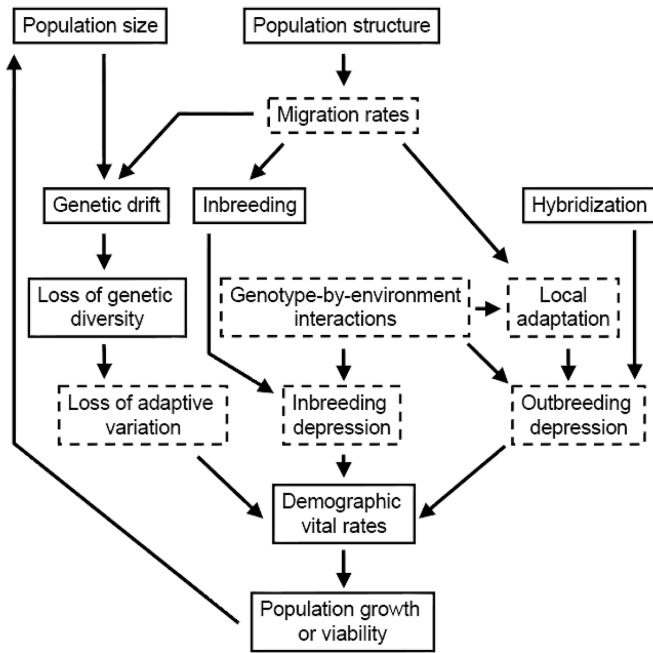 Population size
Population structure
Migration rates
Genetic drift
Inbreeding
Hybridization
Loss of genetic
diversity
Genotype-by-environment
interactions
Local
adaptation
Loss of adaptive
variation
Inbreeding
depression
Outbreeding
depression
Demographic
vital rates
Population growth
or viability